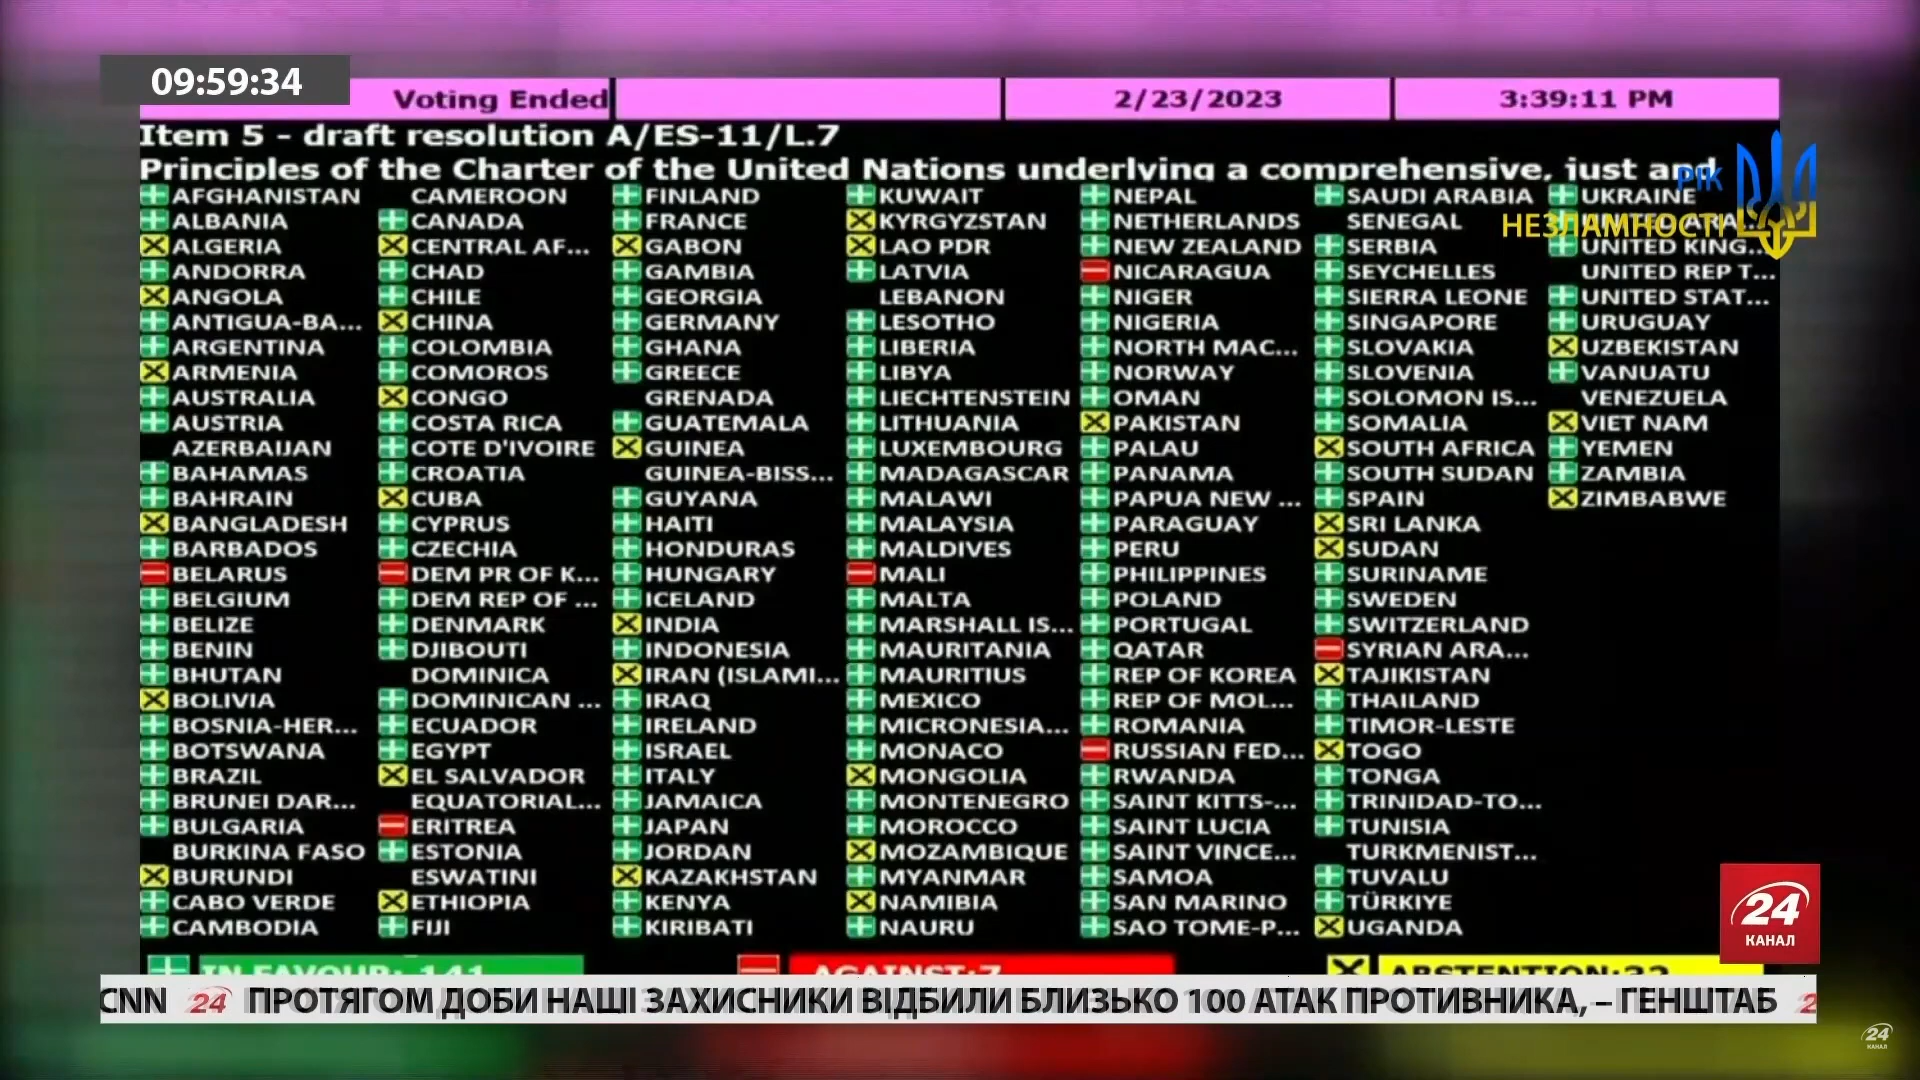 09:59:34
Voting Ended 2/23/2023 3:39:11 PM
Item 5 - draft resolution A/ES-11/L.7
Principles of the Charter of the United Nations underlying a comprehensive, just and
РІК
НЕЗЛАМНОСТІ
AFGHANISTAN CAMEROON FINLAND KUWAIT NEPAL SAUDI ARABIA UKRAINE
ALBANIA CANADA FRANCE KYRGYZSTAN NETHERLANDS SENEGAL
ALGERIA CENTRAL AF... GABON LAO PDR NEW ZEALAND SERBIA UNITED KING...
ANDORRA CHAD GAMBIA LATVIA NICARAGUA SEYCHELLES UNITED REP T...
ANGOLA CHILE GEORGIA LEBANON NIGER SIERRA LEONE UNITED STAT...
ANTIGUA-BA... CHINA GERMANY LESOTHO NIGERIA SINGAPORE URUGUAY
ARGENTINA COLOMBIA GHANA LIBERIA NORTH MAC... SLOVAKIA UZBEKISTAN
ARMENIA COMOROS GREECE LIBYA NORWAY SLOVENIA VANUATU
AUSTRALIA CONGO GRENADA LIECHTENSTEIN OMAN SOLOMON IS... VENEZUELA
AUSTRIA COSTA RICA GUATEMALA LITHUANIA PAKISTAN SOMALIA VIET NAM
AZERBAIJAN COTE D'IVOIRE GUINEA LUXEMBOURG PALAU SOUTH AFRICA YEMEN
BAHAMAS CROATIA GUINEA-BISS... MADAGASCAR PANAMA SOUTH SUDAN ZAMBIA
BAHRAIN CUBA GUYANA MALAWI PAPUA NEW ... SPAIN ZIMBABWE
BANGLADESH CYPRUS HAITI MALAYSIA PARAGUAY SRI LANKA
BARBADOS CZECHIA HONDURAS MALDIVES PERU SUDAN
BELARUS DEM PR OF K... HUNGARY MALI PHILIPPINES SURINAME
BELGIUM DEM REP OF ... ICELAND MALTA POLAND SWEDEN
BELIZE DENMARK INDIA MARSHALL IS... PORTUGAL SWITZERLAND
BENIN DJIBOUTI INDONESIA MAURITANIA QATAR SYRIAN ARA...
BHUTAN DOMINICA IRAN (ISLAMI... MAURITIUS REP OF KOREA TAJIKISTAN
BOLIVIA DOMINICAN ... IRAQ MEXICO REP OF MOL... THAILAND
BOSNIA-HER... ECUADOR IRELAND MICRONESIA... ROMANIA TIMOR-LESTE
BOTSWANA EGYPT ISRAEL MONACO RUSSIAN FED... TOGO
BRAZIL EL SALVADOR ITALY MONGOLIA RWANDA TONGA
BRUNEI DAR... EQUATORIAL... JAMAICA MONTENEGRO SAINT KITTS-... TRINIDAD-TO...
BULGARIA ERITREA JAPAN MOROCCO SAINT LUCIA TUNISIA
BURKINA FASO ESTONIA JORDAN MOZAMBIQUE SAINT VINCE... TURKMENIST...
BURUNDI ESWATINI KAZAKHSTAN MYANMAR SAMOA TUVALU
CABO VERDE ETHIOPIA KENYA NAMIBIA SAN MARINO TÜRKIYE
CAMBODIA FIJI KIRIBATI NAURU SAO TOME-P... UGANDA
IN FAVOUR: 141 AGAINST:7 ABSTENTION:32
24
КАНАЛ
CNN 24 ПРОТЯГОМ ДОБИ НАШІ ЗАХИСНИКИ ВІДБИЛИ БЛИЗЬКО 100 АТАК ПРОТИВНИКА, – ГЕНШТАБ 2
24
КАНАЛ